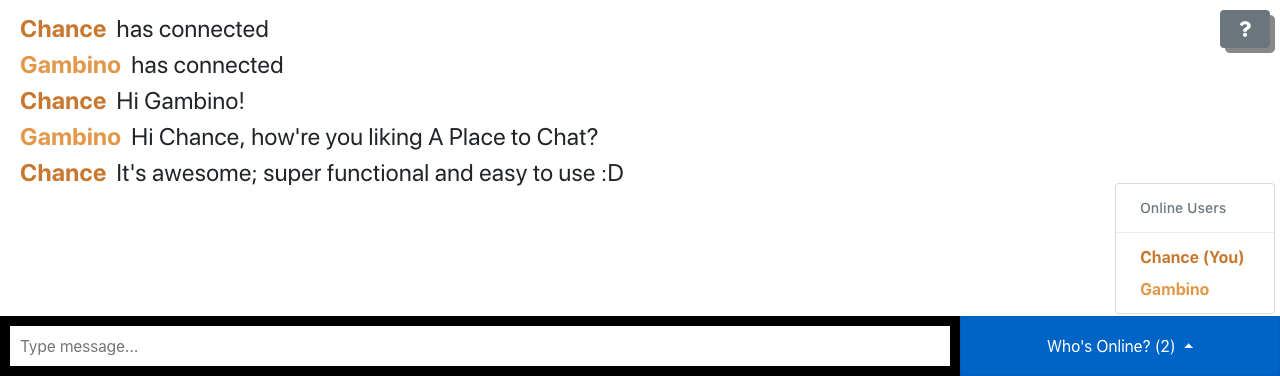 Chance has connected
?
Gambino has connected
Chance Hi Gambino!
Gambino Hi Chance, how're you liking A Place to Chat?
Chance It's awesome; super functional and easy to use :D
Online Users
Chance (You)
Gambino
Type message...
Who's Online? (2)